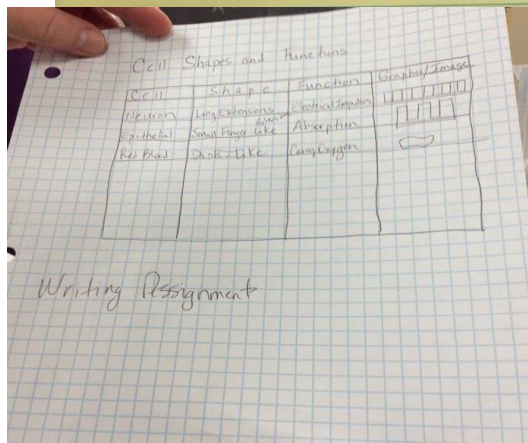 Cell Shapes and Functions
Cell Shape Function Graphic/Image
Neuron Long Extensions Electrical Impulses
Epithelial Small Finger Like Absorption
Red Blood Disk-Like Carry Oxygen
Writing Assignment